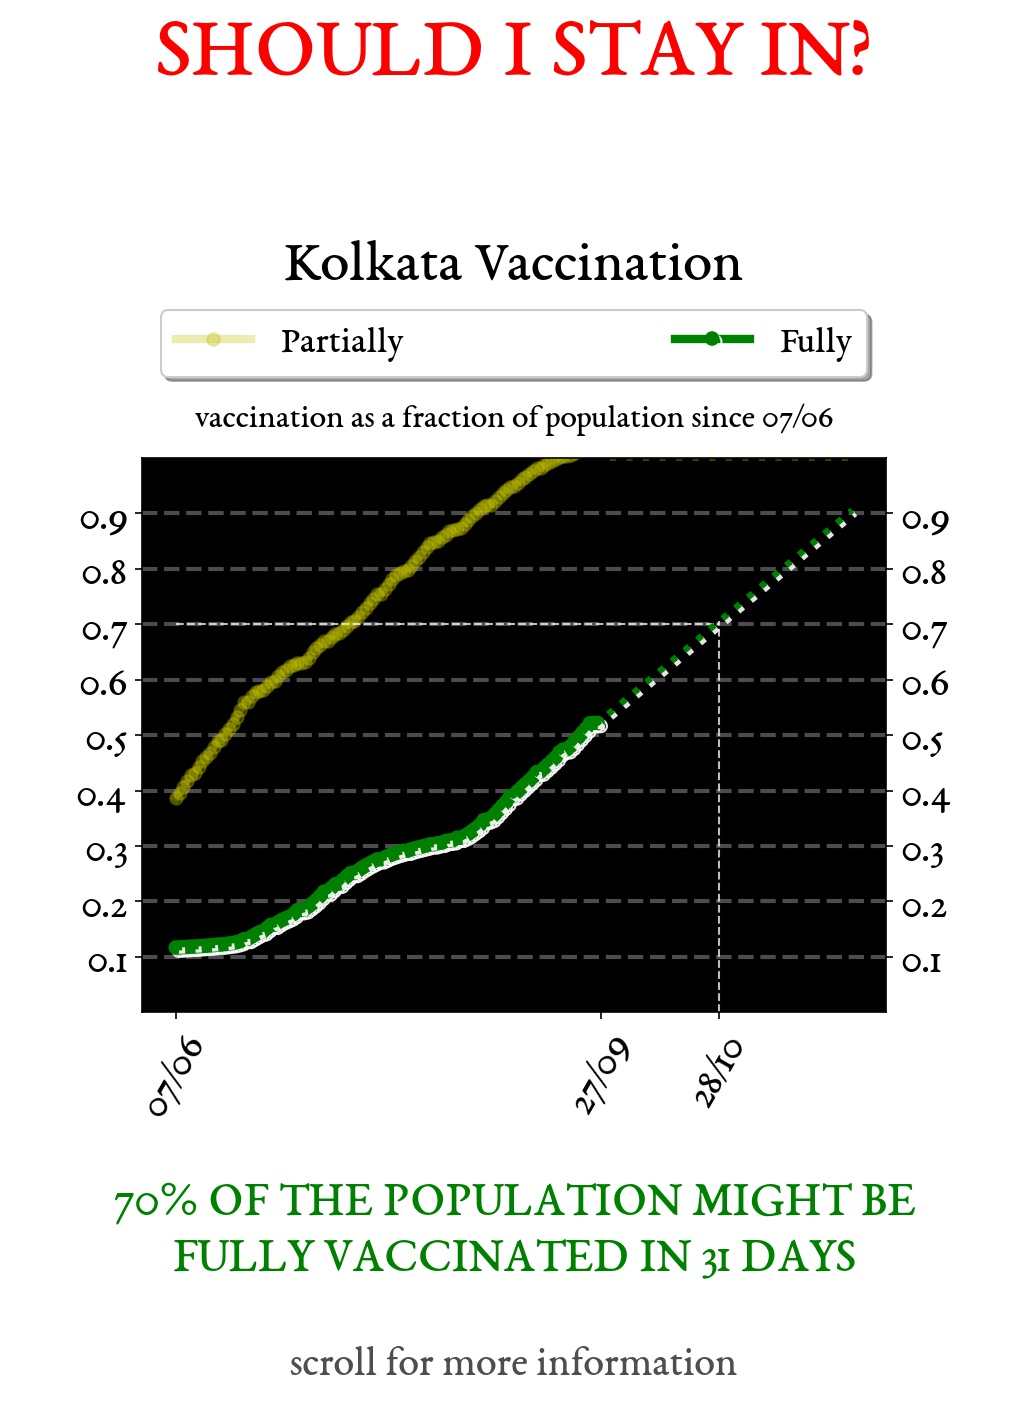 SHOULD I STAY IN?
Kolkata Vaccination
Partially
Fully
vaccination as a fraction of population since 07/06
0.9 0.9
0.8 0.8
0.7 0.7
0.6 0.6
0.5 0.5
0.4 0.4
0.3 0.3
0.2 0.2
0.1 0.1
07/06 27/09 28/10
70% OF THE POPULATION MIGHT BE
FULLY VACCINATED IN 31 DAYS
scroll for more information